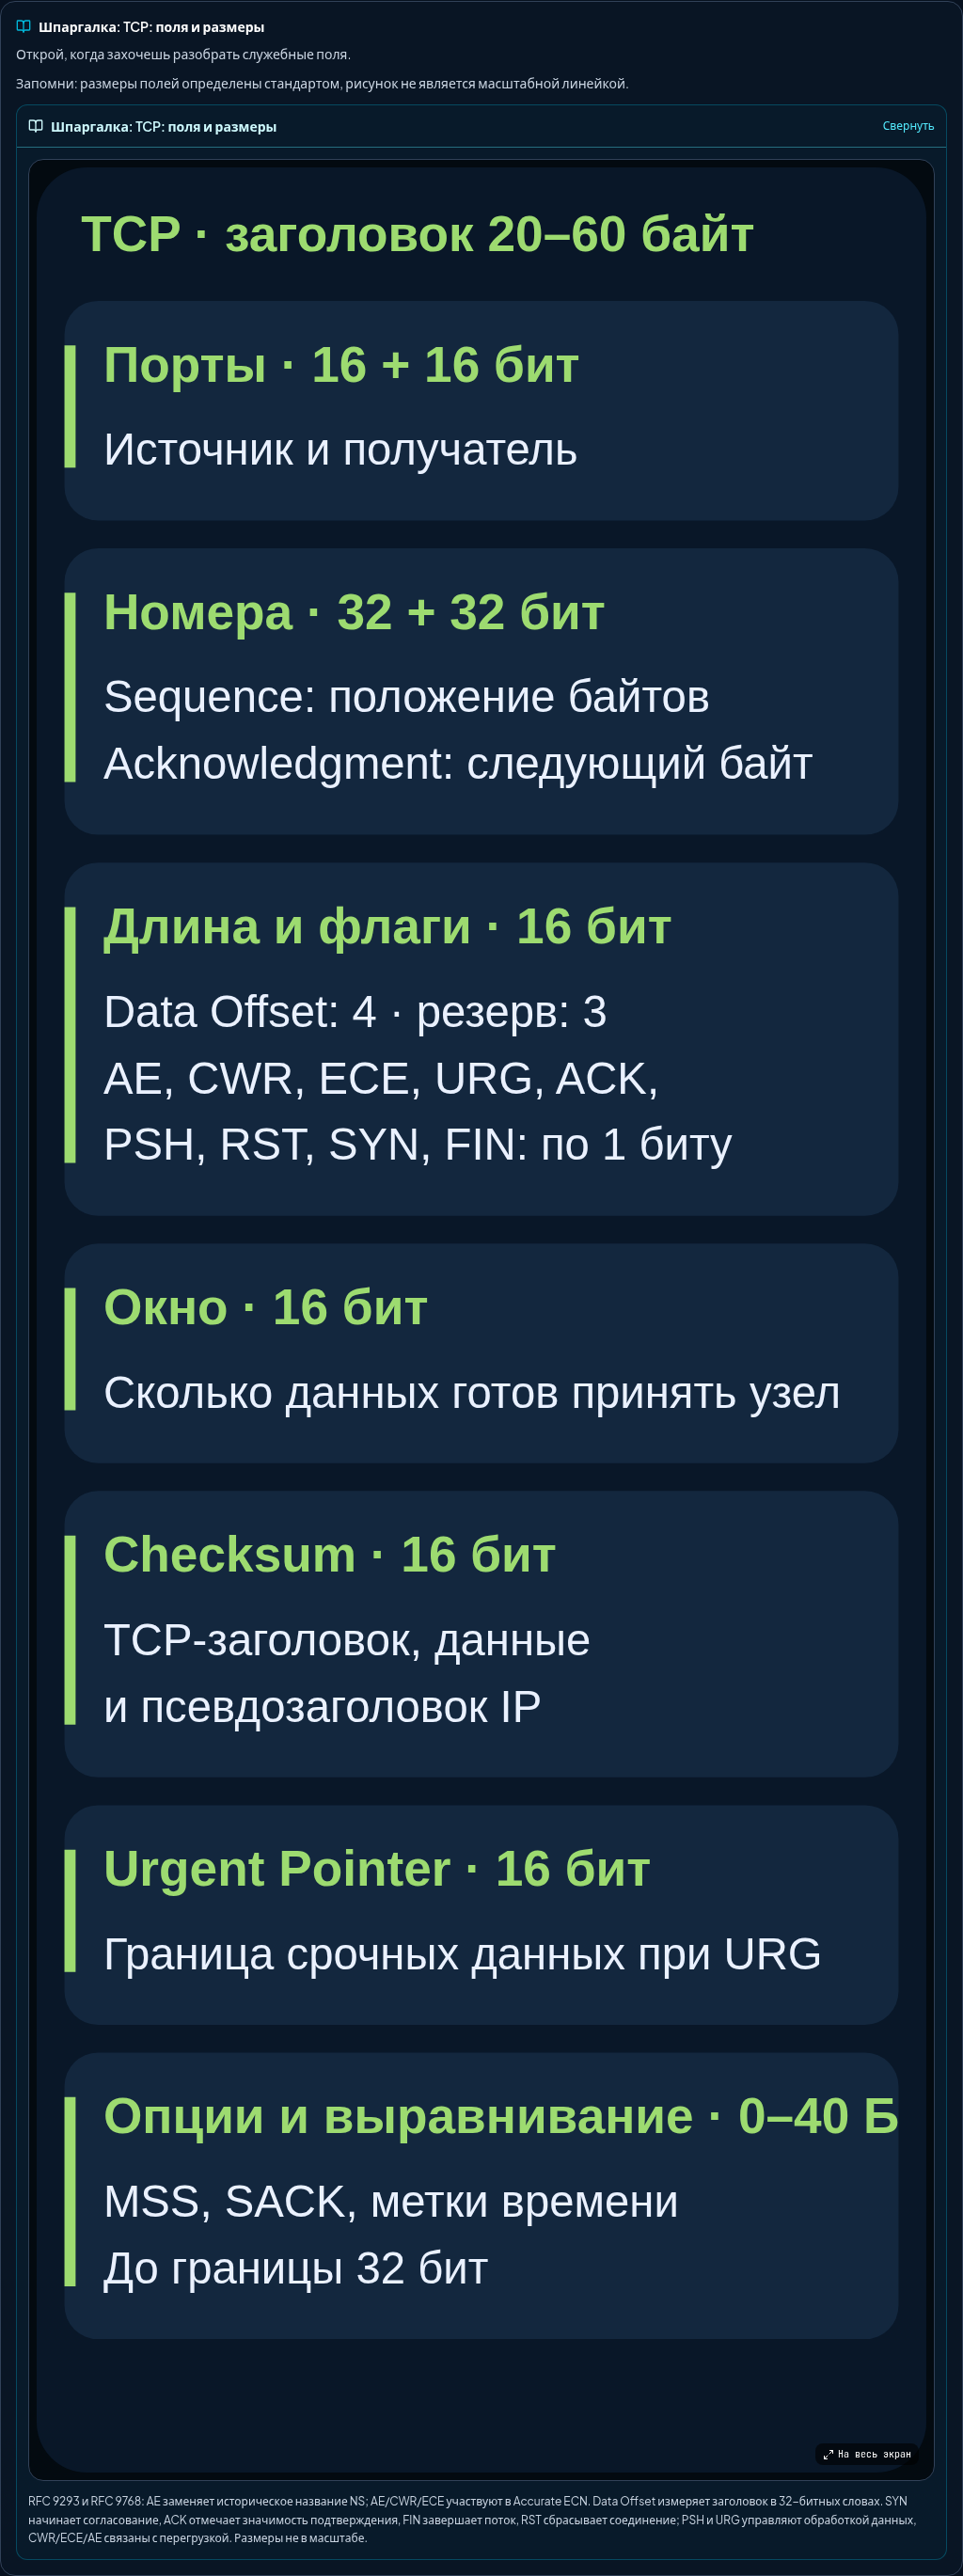 Шпаргалка: TCP: поля и размеры
Открой, когда захочешь разобрать служебные поля.
Запомни: размеры полей определены стандартом, рисунок не является масштабной линейкой.
Шпаргалка: TCP: поля и размеры
Свернуть
TCP · заголовок 20–60 байт
Порты · 16 + 16 бит
Источник и получатель
Номера · 32 + 32 бит
Sequence: положение байтов
Acknowledgment: следующий байт
Длина и флаги · 16 бит
Data Offset: 4 · резерв: 3
AE, CWR, ECE, URG, ACK,
PSH, RST, SYN, FIN: по 1 биту
Окно · 16 бит
Сколько данных готов принять узел
Checksum · 16 бит
TCP-заголовок, данные
и псевдозаголовок IP
Urgent Pointer · 16 бит
Граница срочных данных при URG
Опции и выравнивание · 0–40 Б
MSS, SACK, метки времени
До границы 32 бит
На весь экран
RFC 9293 и RFC 9768: AE заменяет историческое название NS; AE/CWR/ECE участвуют в Accurate ECN. Data Offset измеряет заголовок в 32-битных словах. SYN
начинает согласование, ACK отмечает значимость подтверждения, FIN завершает поток, RST сбрасывает соединение; PSH и URG управляют обработкой данных,
CWR/ECE/AE связаны с перегрузкой. Размеры не в масштабе.